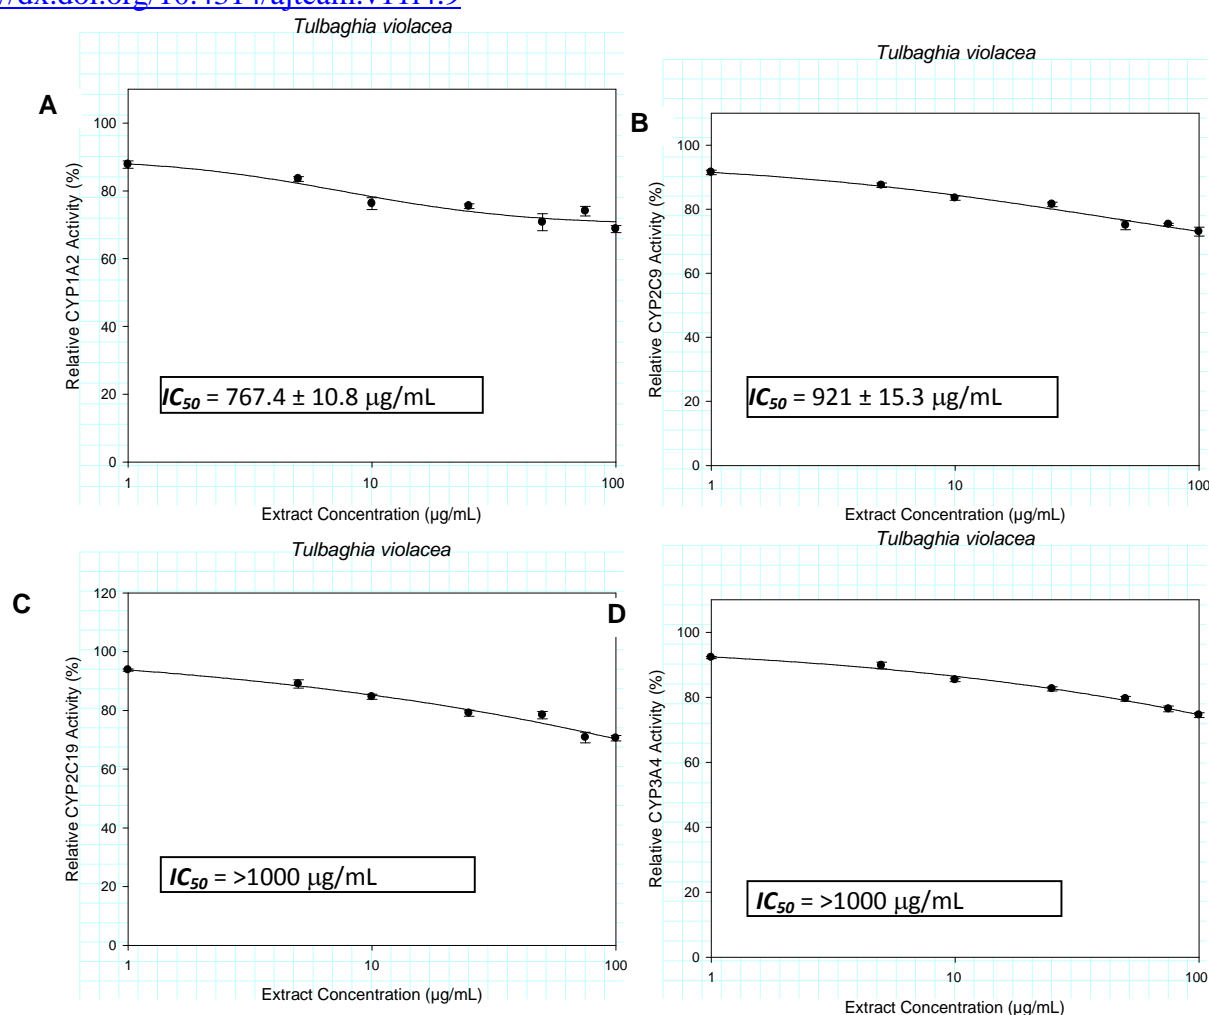 Tulbaghia violacea
A
Relative CYP1A2 Activity (%)
100
80
60
40
20
0
IC50 = 767.4 ± 10.8 µg/mL
1
10
100
Extract Concentration (µg/mL)
Tulbaghia violacea
B
Relative CYP2C9 Activity (%)
100
80
60
40
20
0
IC50 = 921 ± 15.3 µg/mL
1
10
100
Extract Concentration (µg/mL)
Tulbaghia violacea
C
Relative CYP2C19 Activity (%)
120
100
80
60
40
20
0
IC50 = >1000 µg/mL
1
10
100
Extract Concentration (µg/mL)
Tulbaghia violacea
D
Relative CYP3A4 Activity (%)
100
80
60
40
20
0
IC50 = >1000 µg/mL
1
10
100
Extract Concentration (µg/mL)